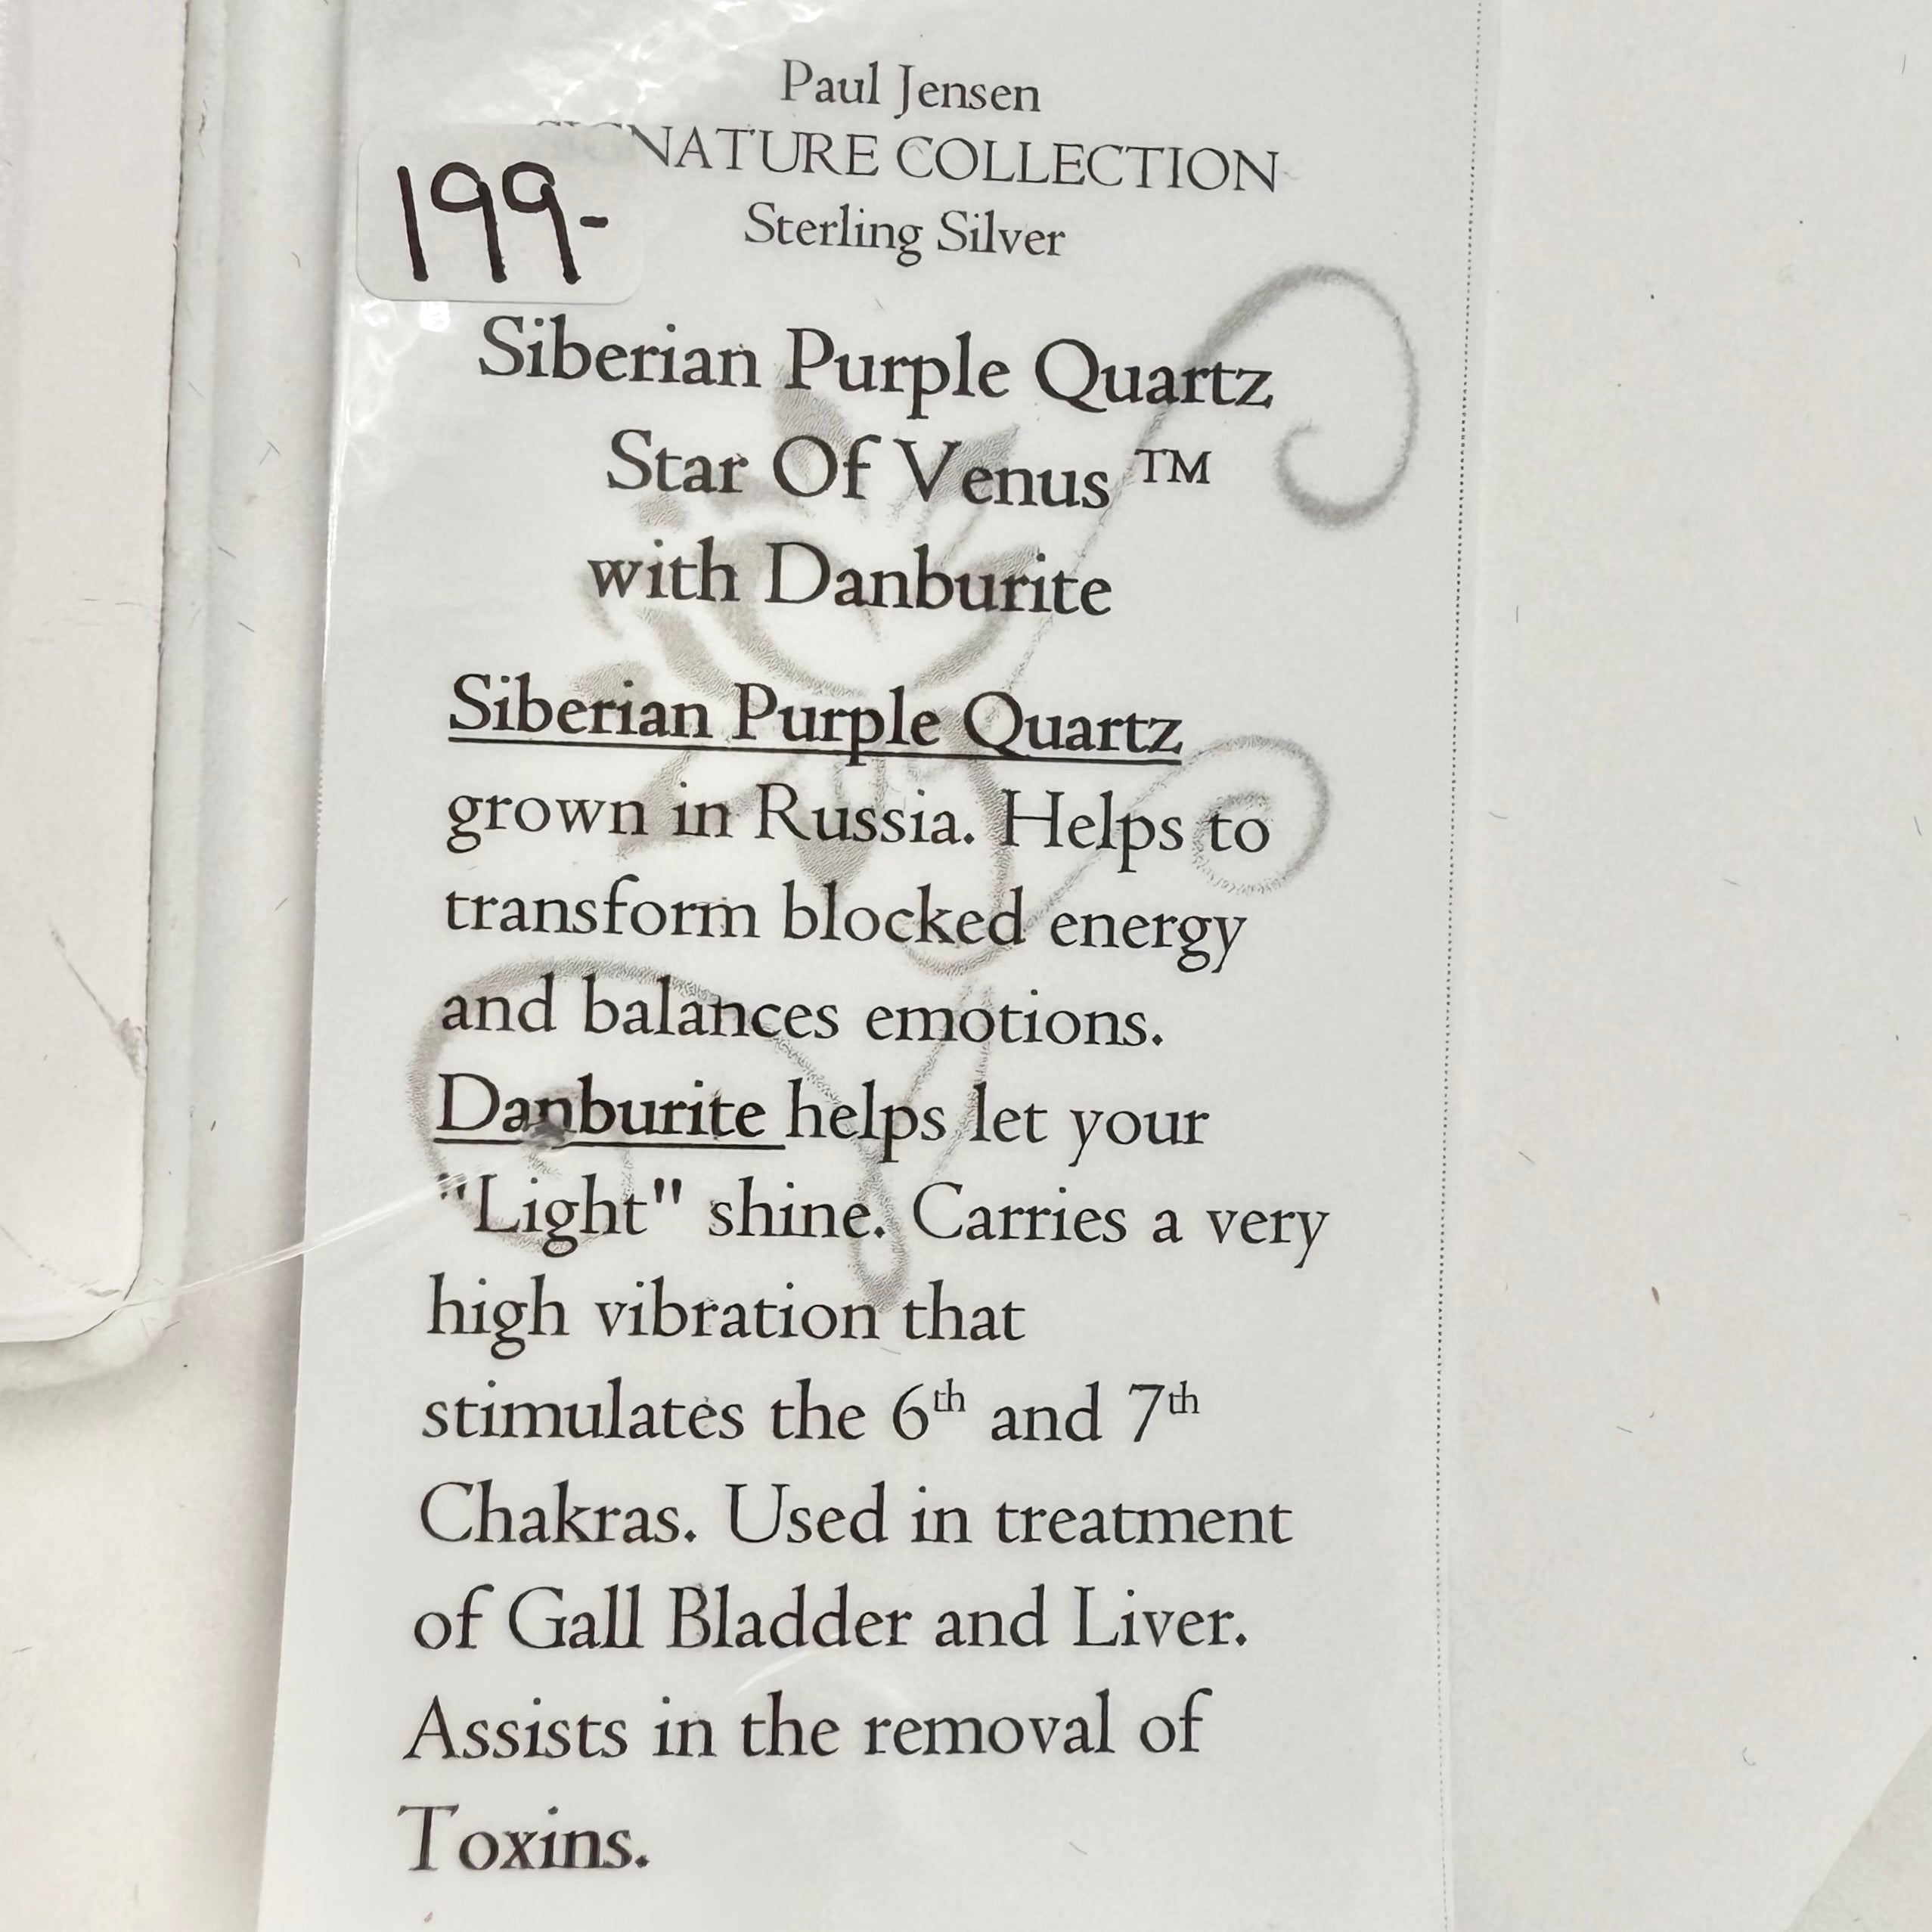 Paul Jensen
SIGNATURE COLLECTION
199-
Sterling Silver
Siberian Purple Quartz
Star Of Venus ™
with Danburite
Siberian Purple Quartz
grown in Russia. Helps to
transform blocked energy
and balances emotions.
Danburite helps let your
"Light" shine. Carries a very
high vibration that
stimulates the 6th and 7th
Chakras. Used in treatment
of Gall Bladder and Liver.
Assists in the removal of
Toxins.